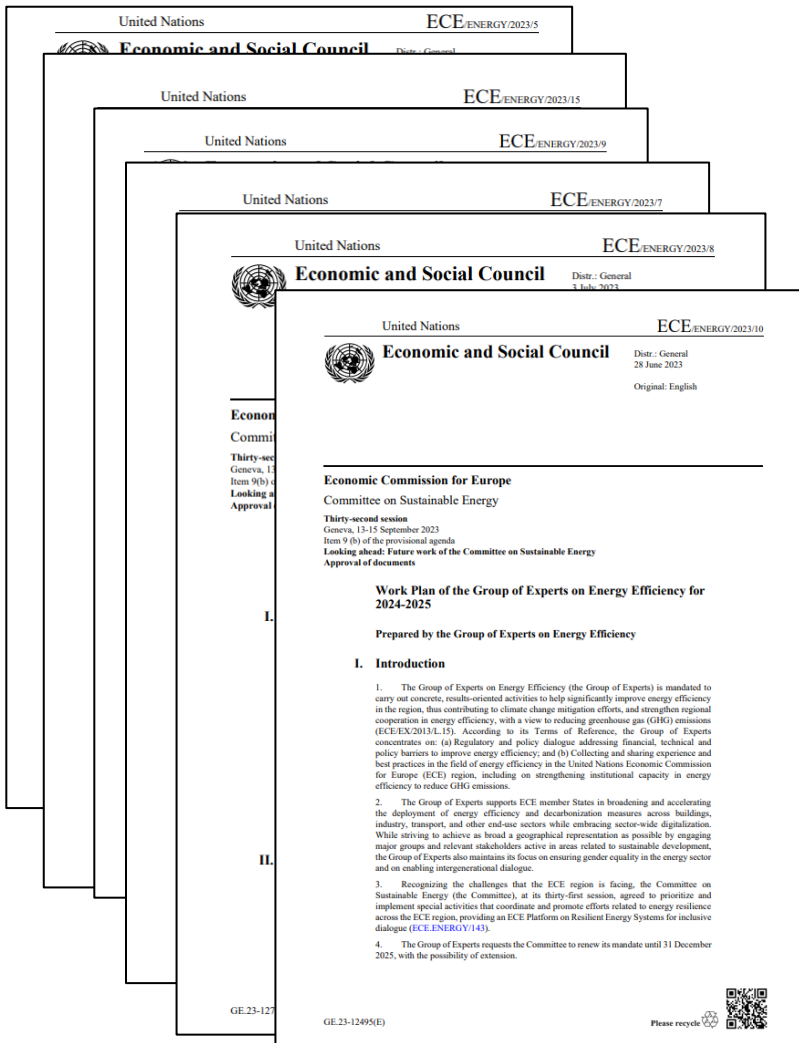 United Nations
ECE/ENERGY/2023/5
Economic and Social Council
Distr.: General
United Nations
ECE/ENERGY/2023/15
United Nations
ECE/ENERGY/2023/9
United Nations
ECE/ENERGY/2023/7
United Nations
ECE/ENERGY/2023/8
Economic and Social Council
Distr.: General
3 July 2023
Econom
Commit
Thirty-sec
Geneva, 13
Item 9(b) o
Looking a
Approval
I.
II.
GE.23-127
United Nations
ECE/ENERGY/2023/10
Economic and Social Council
Distr.: General
28 June 2023
Original: English
Economic Commission for Europe
Committee on Sustainable Energy
Thirty-second session
Geneva, 13-15 September 2023
Item 9 (b) of the provisional agenda
Looking ahead: Future work of the Committee on Sustainable Energy
Approval of documents
Work Plan of the Group of Experts on Energy Efficiency for
2024-2025
Prepared by the Group of Experts on Energy Efficiency
I. Introduction
1. The Group of Experts on Energy Efficiency (the Group of Experts) is mandated to
carry out concrete, results-oriented activities to help significantly improve energy efficiency
in the region, thus contributing to climate change mitigation efforts, and strengthen regional
cooperation in energy efficiency, with a view to reducing greenhouse gas (GHG) emissions
(ECE/EX/2013/L.15). According to its Terms of Reference, the Group of Experts
concentrates on: (a) Regulatory and policy dialogue addressing financial, technical and
policy barriers to improve energy efficiency; and (b) Collecting and sharing experience and
best practices in the field of energy efficiency in the United Nations Economic Commission
for Europe (ECE) region, including on strengthening institutional capacity in energy
efficiency to reduce GHG emissions.
2. The Group of Experts supports ECE member States in broadening and accelerating
the deployment of energy efficiency and decarbonization measures across buildings,
industry, transport, and other end-use sectors while embracing sector-wide digitalization.
While striving to achieve as broad a geographical representation as possible by engaging
major groups and relevant stakeholders active in areas related to sustainable development,
the Group of Experts also maintains its focus on ensuring gender equality in the energy sector
and on enabling intergenerational dialogue.
3. Recognizing the challenges that the ECE region is facing, the Committee on
Sustainable Energy (the Committee), at its thirty-first session, agreed to prioritize and
implement special activities that coordinate and promote efforts related to energy resilience
across the ECE region, providing an ECE Platform on Resilient Energy Systems for inclusive
dialogue (ECE.ENERGY/143).
4. The Group of Experts requests the Committee to renew its mandate until 31 December
2025, with the possibility of extension.
GE.23-12495(E)
Please recycle